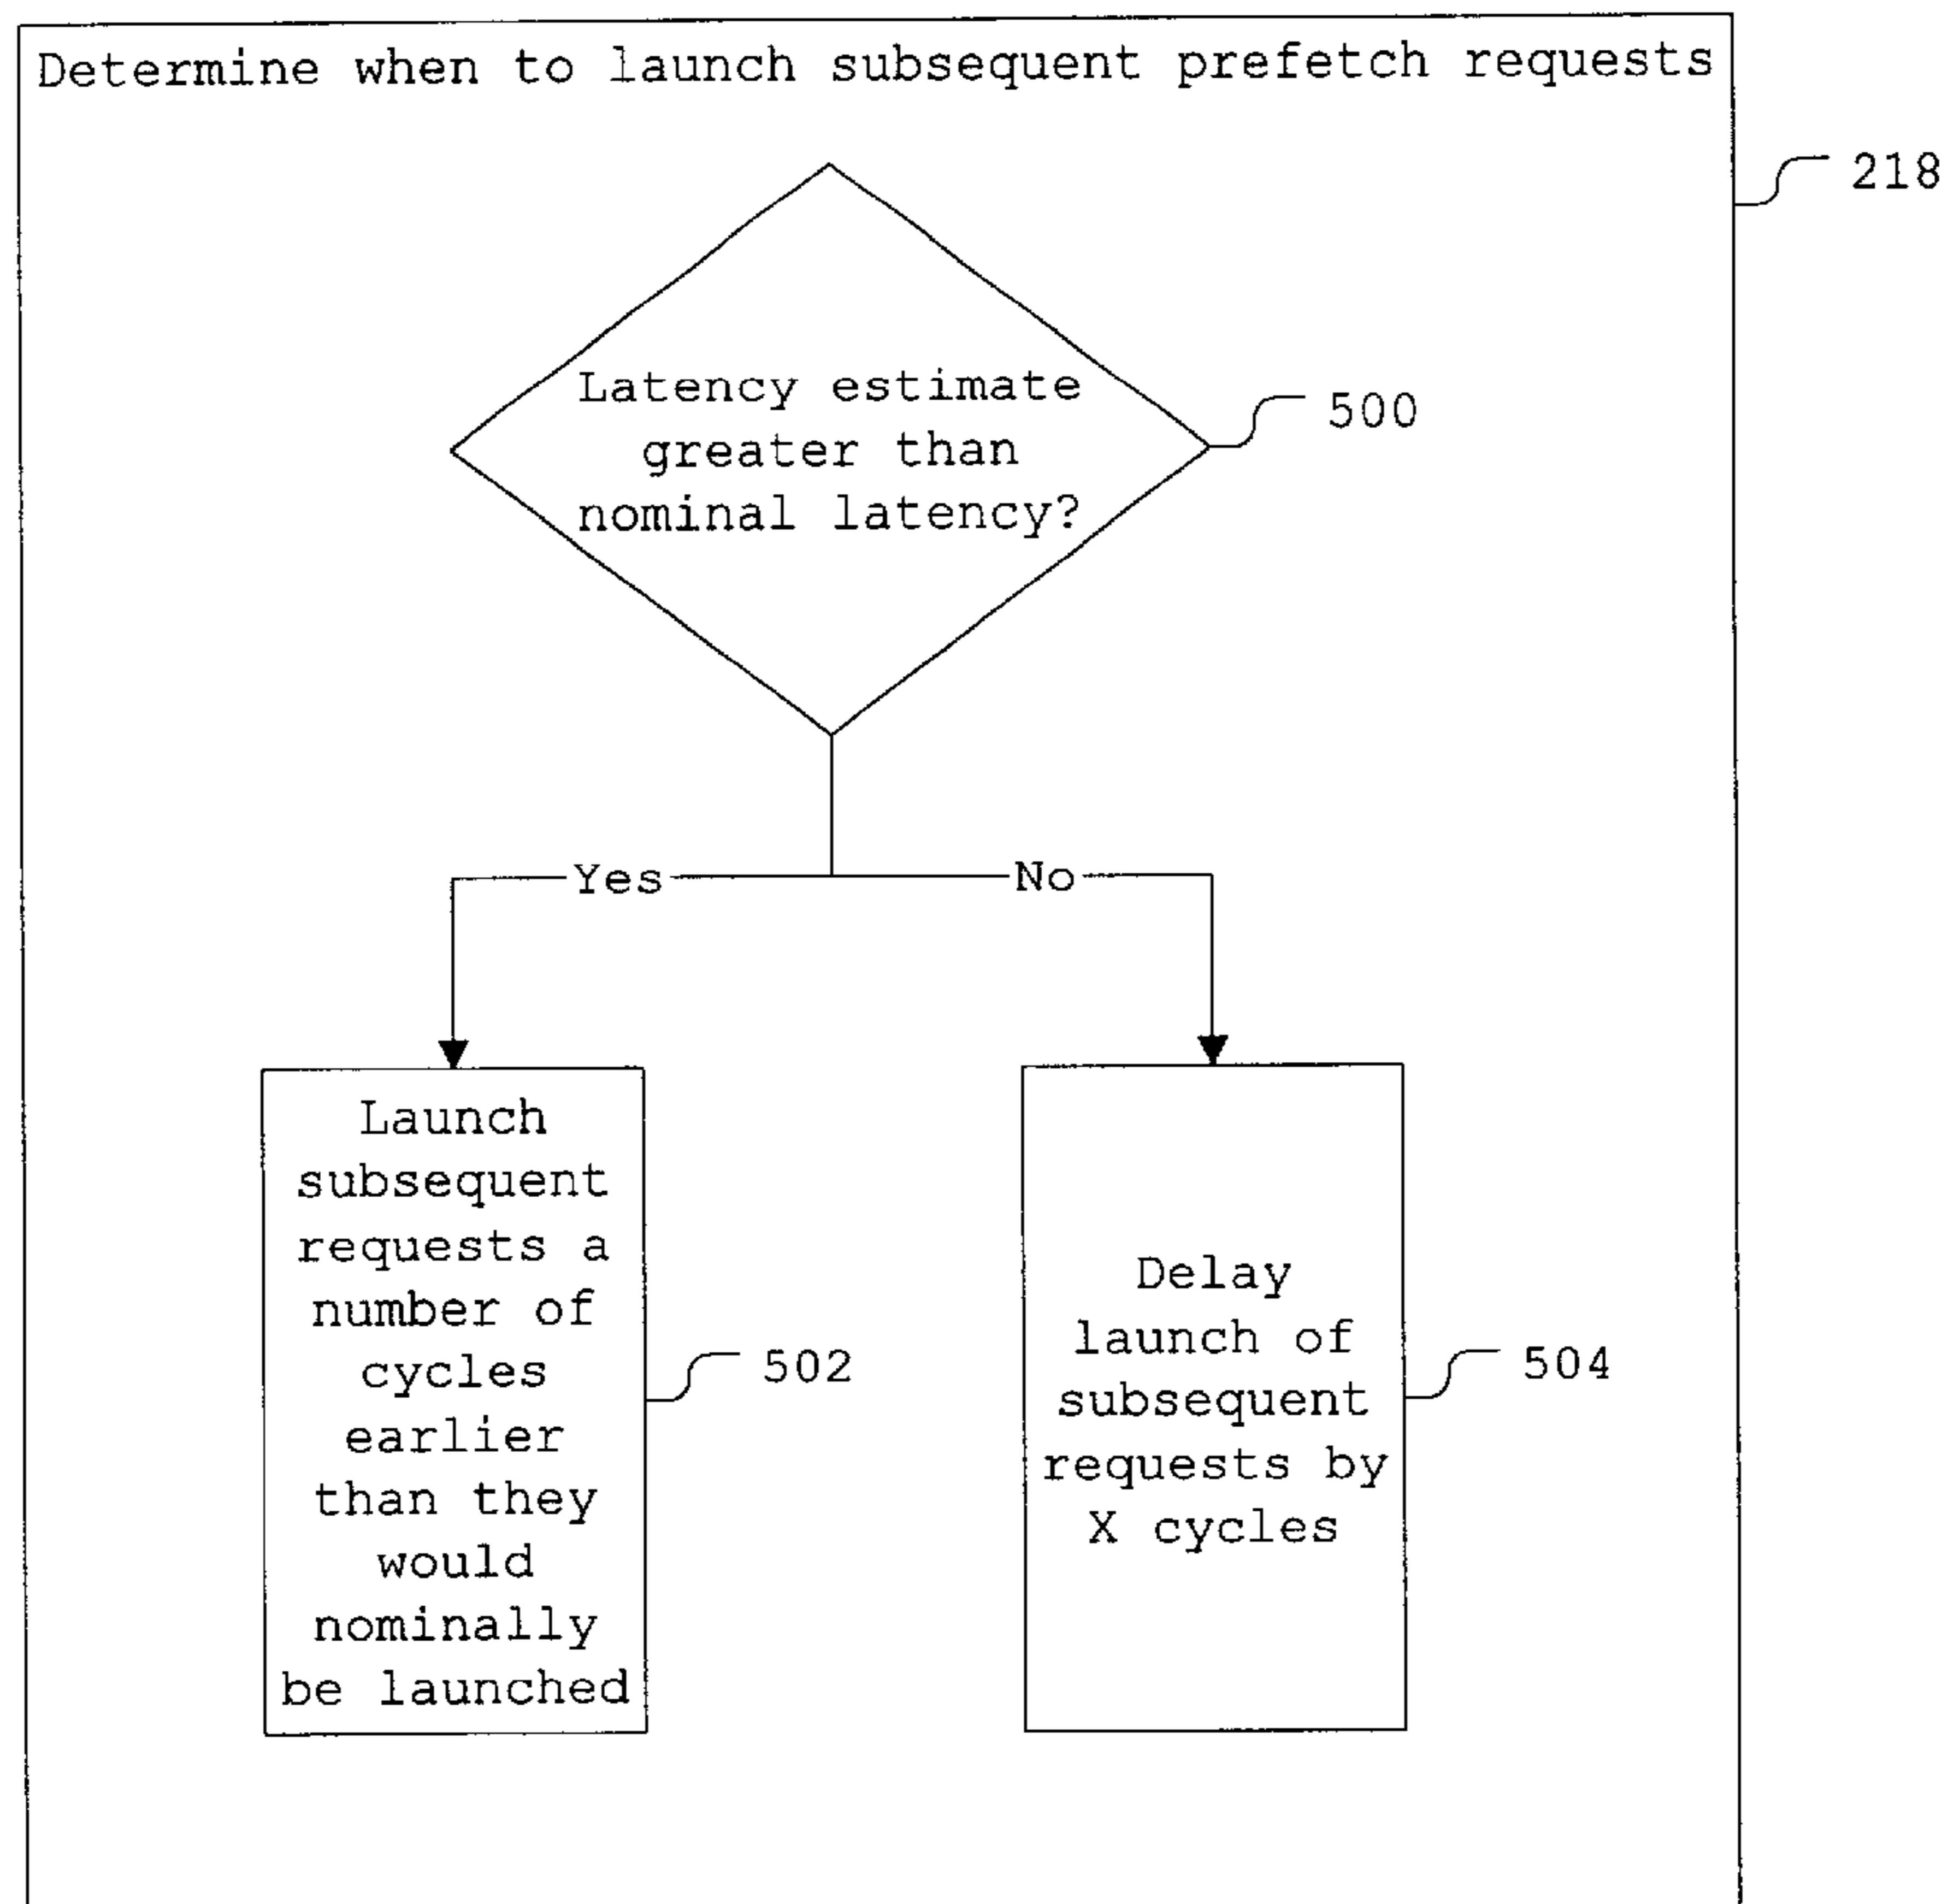 Determine when to launch subsequent prefetch requests
218
Latency estimate
greater than
nominal latency?
500
Yes
No
Launch
subsequent
requests a
number of
cycles
earlier
than they
would
nominally
be launched
502
Delay
launch of
subsequent
requests by
X cycles
504